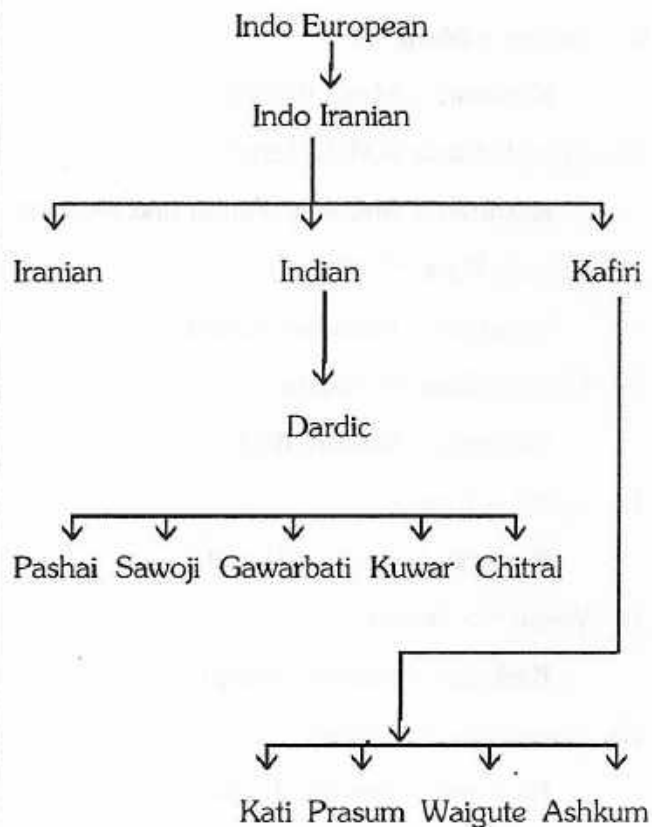 Indo European
Indo Iranian
Iranian Indian Kafiri
Dardic
Pashai Sawoji Gawarbati Kuwar Chitral
Kati Prasum Waigute Ashkum